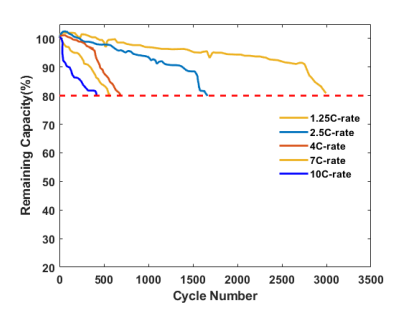 100
90
80
70
60
50
40
30
20
Remaining Capacity(%)
1.25C-rate
2.5C-rate
4C-rate
7C-rate
10C-rate
0 500 1000 1500 2000 2500 3000 3500
Cycle Number